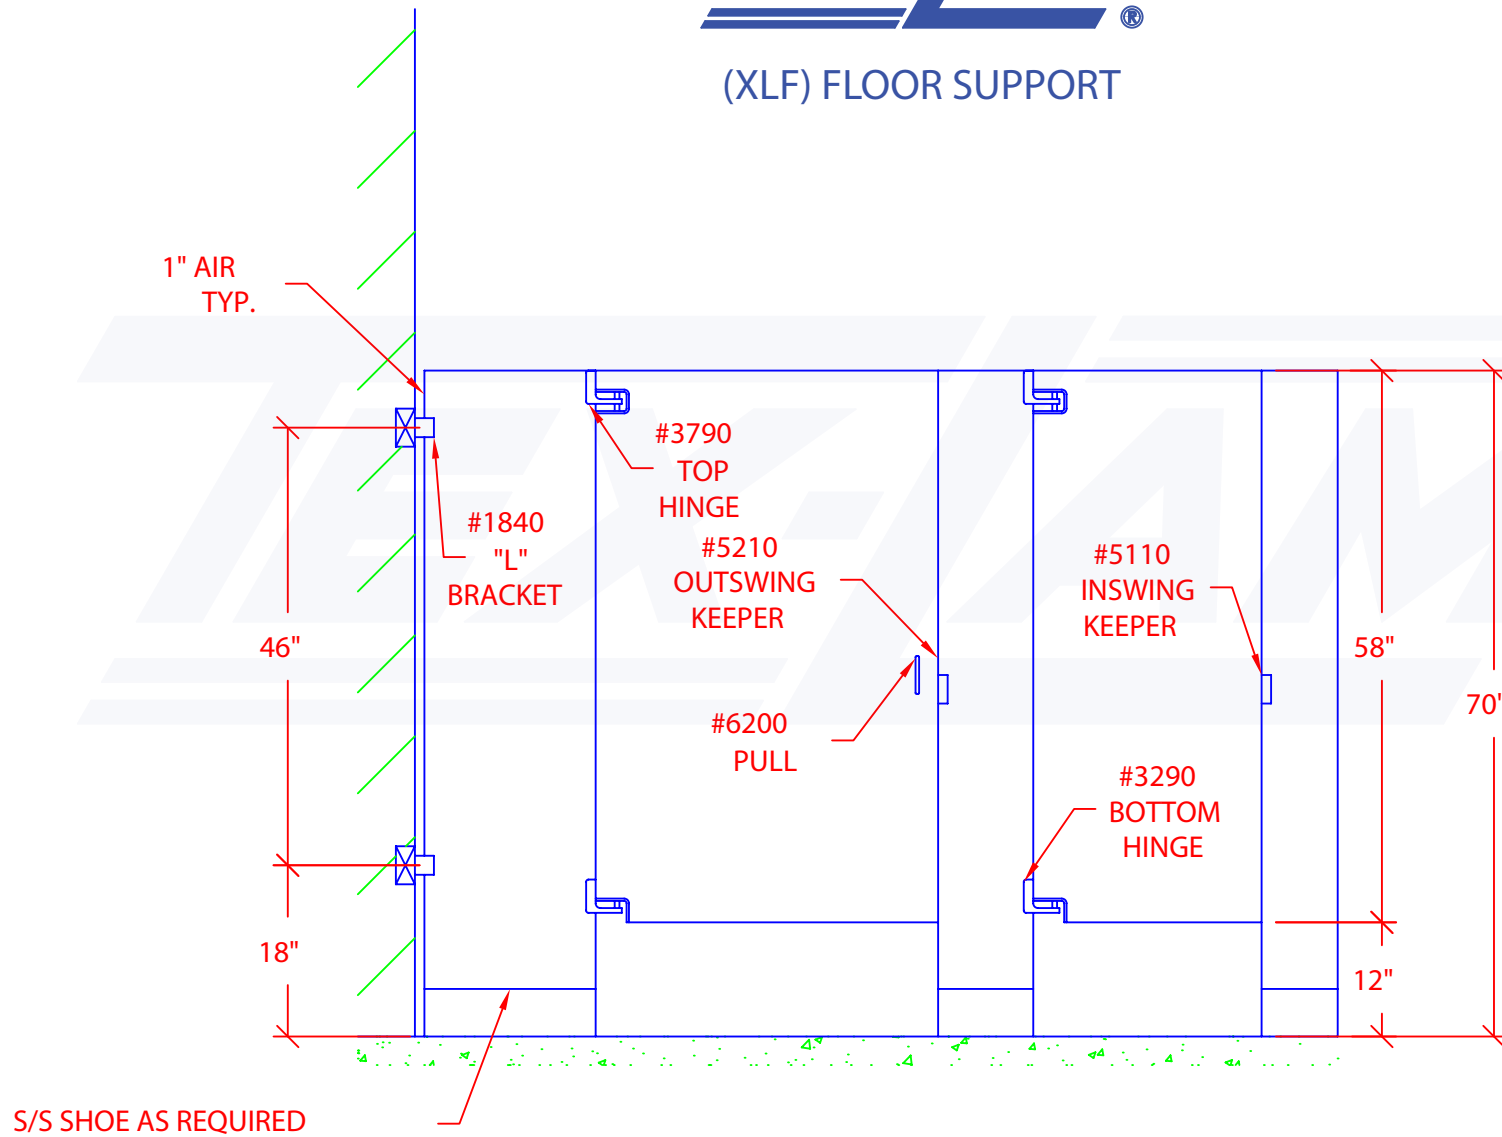 ®
(XLF) FLOOR SUPPORT
1" AIR
TYP.
#3790
TOP
HINGE
#1840
"L"
BRACKET
#5210
OUTSWING
KEEPER
#5110
INSWING
KEEPER
46"
58"
70"
#6200
PULL
#3290
BOTTOM
HINGE
18"
12"
S/S SHOE AS REQUIRED